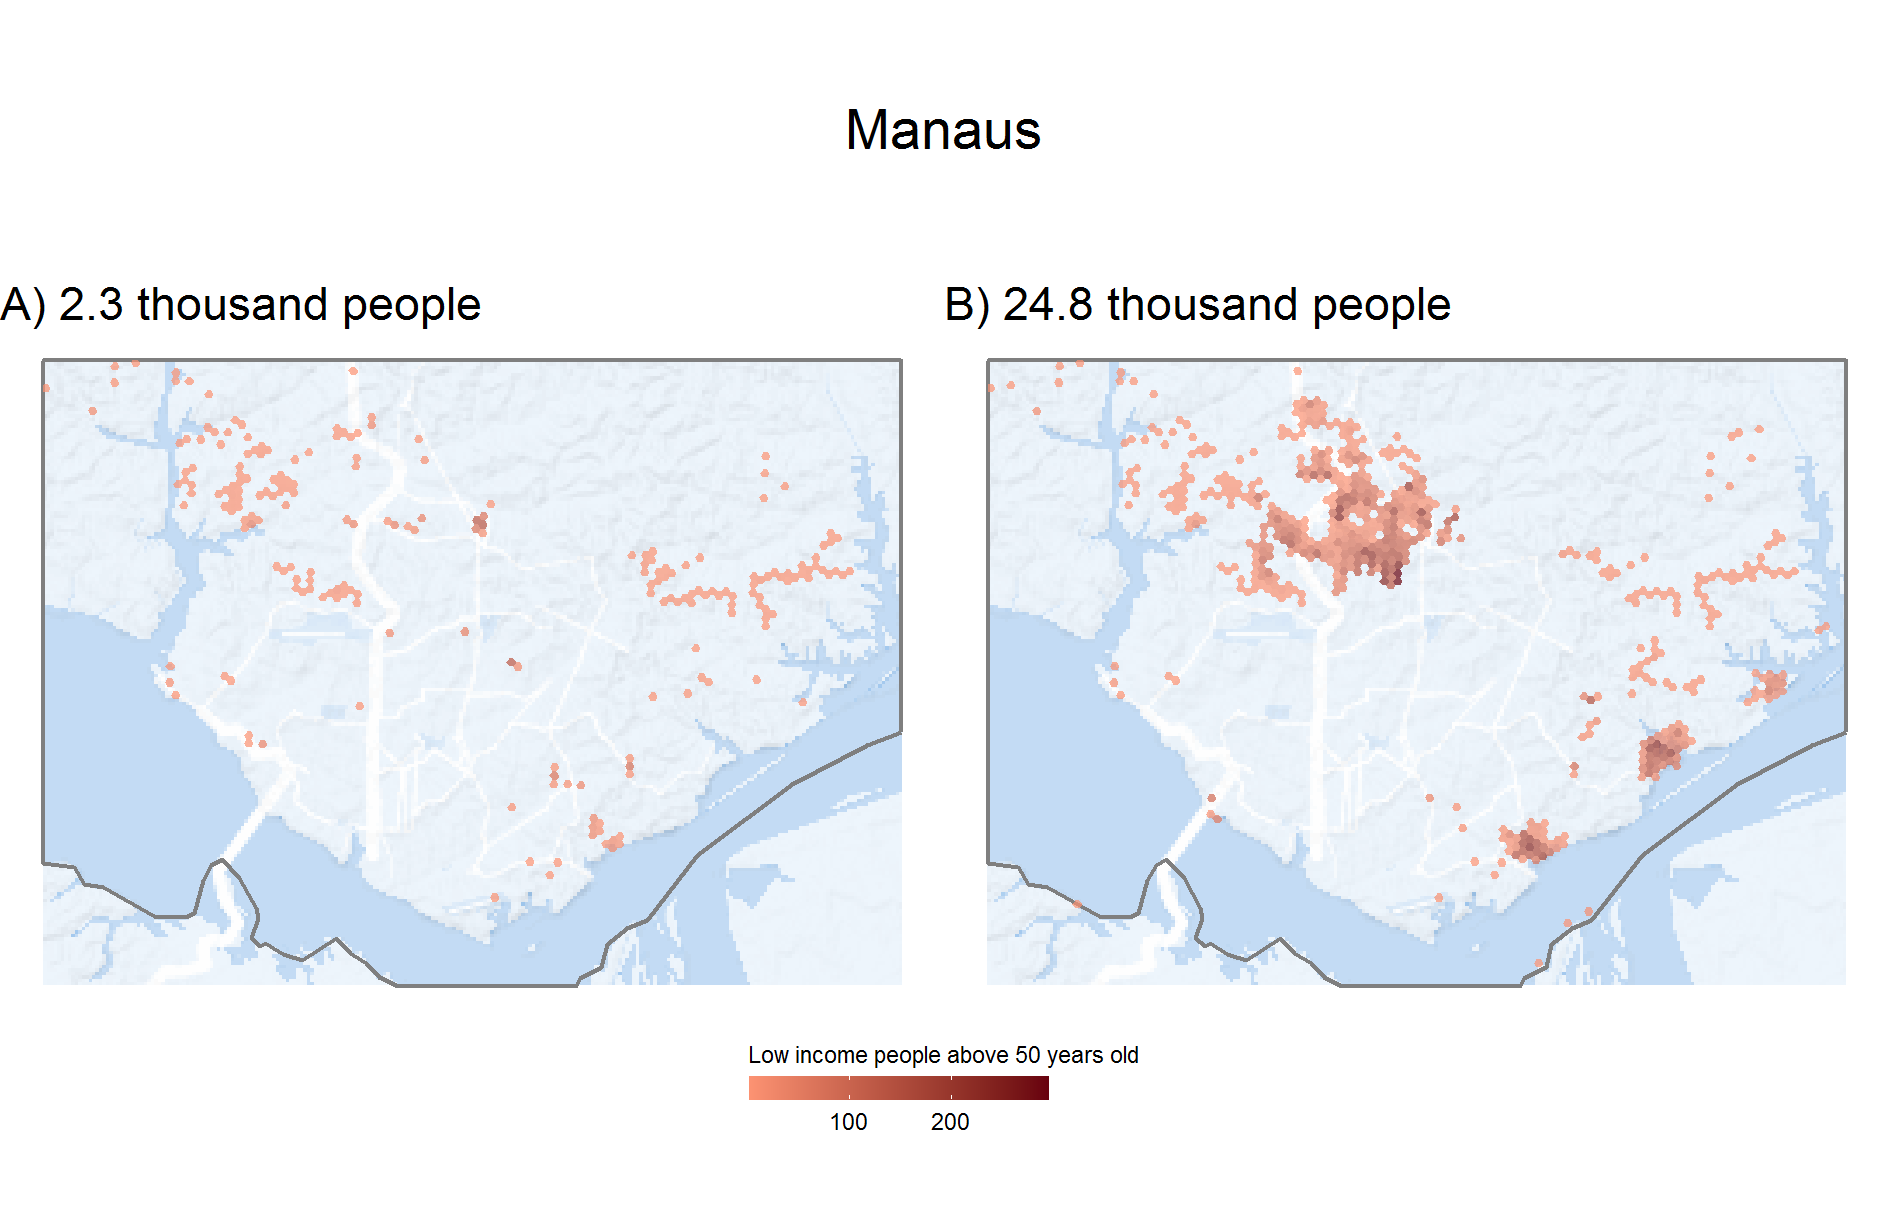 Manaus
A) 2.3 thousand people
B) 24.8 thousand people
Low income people above 50 years old
100 200